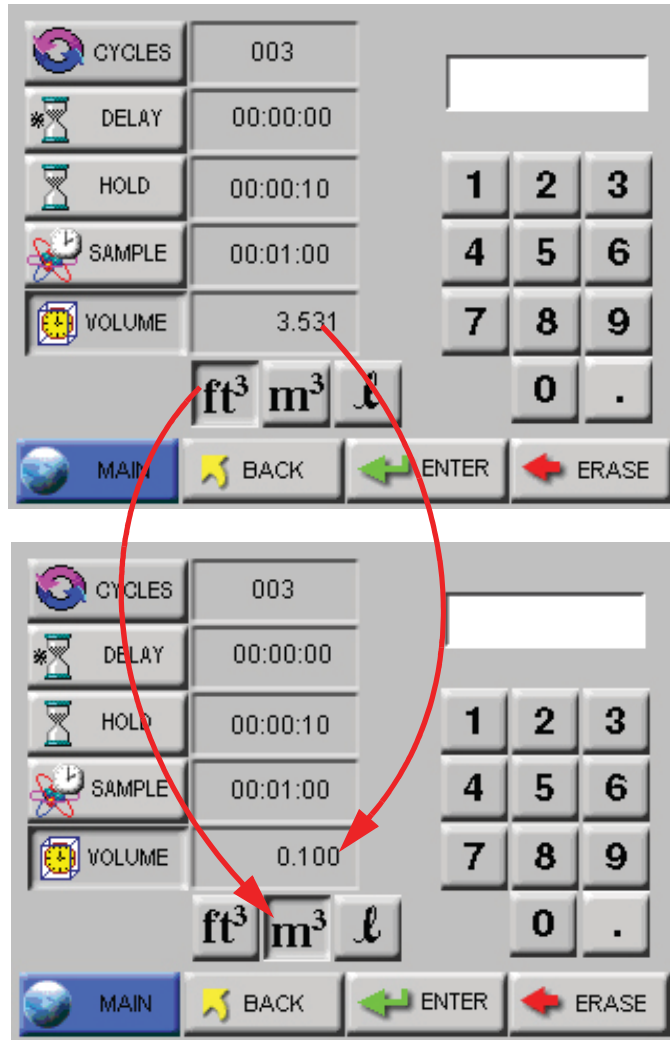 CYCLES 003
* DELAY 00:00:00
HOLD 00:00:10 1 2 3
SAMPLE 00:01:00 4 5 6
VOLUME 3.531 7 8 9
ft³ m³ ℓ 0 .
MAIN BACK ENTER ERASE
CYCLES 003
* DELAY 00:00:00
HOLD 00:00:10 1 2 3
SAMPLE 00:01:00 4 5 6
VOLUME 0.100 7 8 9
ft³ m³ ℓ 0 .
MAIN BACK ENTER ERASE